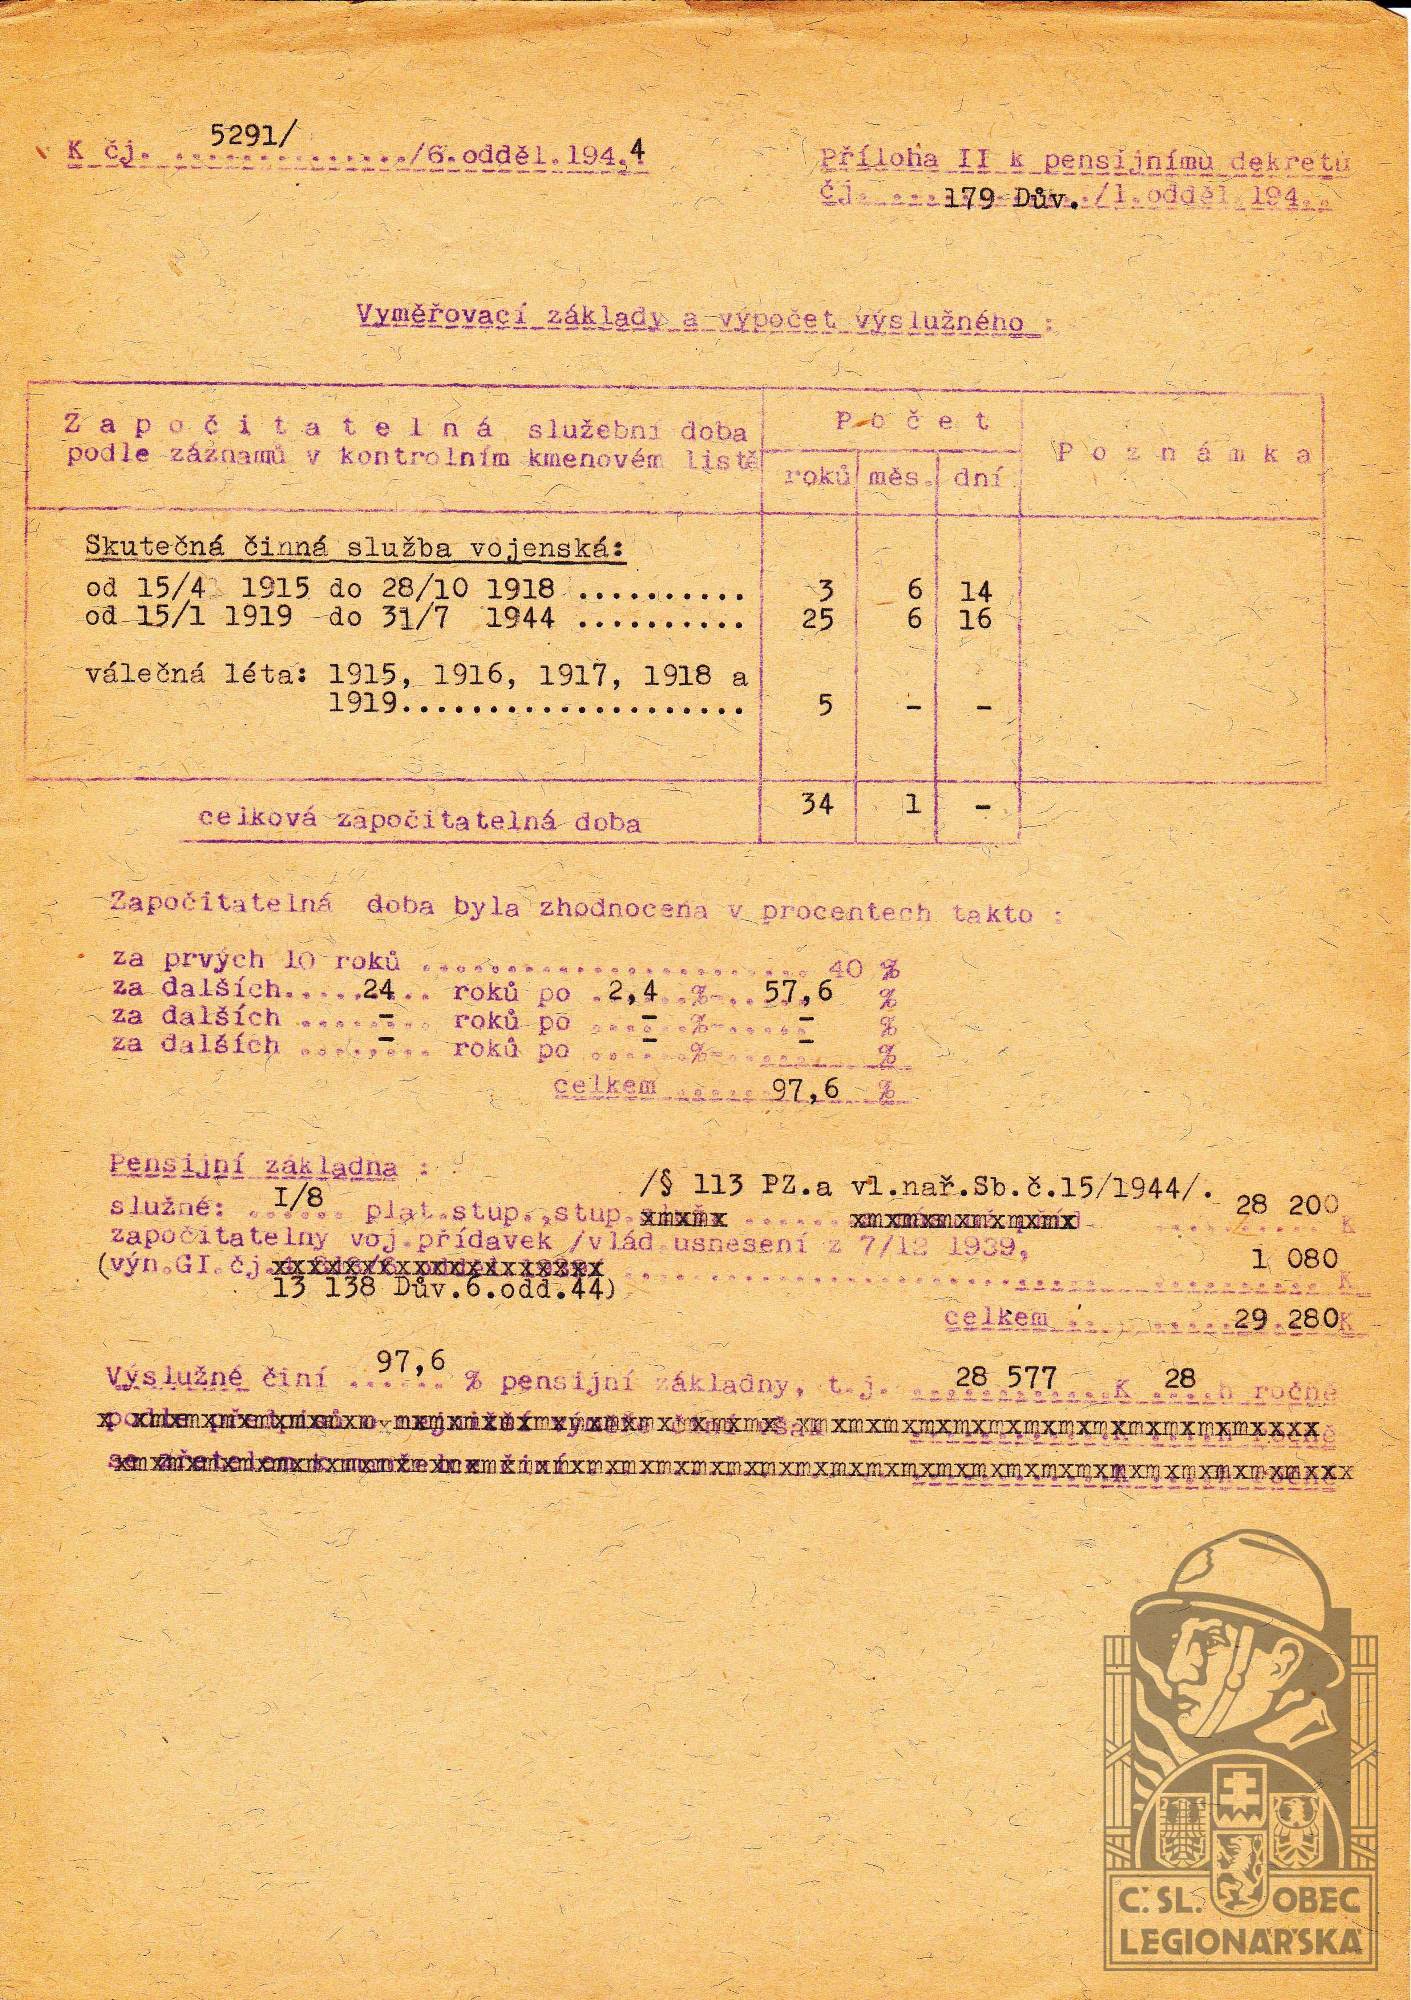 5291/
K čj. ............../6.odděl.194.4
Příloha II k pensijnímu dekretu
čj. .....179 Dův./1.odděl.194..
Vyměřovací základy a výpočet výslužného :
Z a p o č i t a t e l n á služební doba
podle záznamů v kontrolním kmenovém listě
P o č e t
roků měs. dní
P o z n á m k a
Skutečná činná služba vojenská:
od 15/4 1915 do 28/10 1918 .......... 3 6 14
od 15/1 1919 do 31/7 1944 .......... 25 6 16
válečná léta: 1915, 1916, 1917, 1918 a
1919.................... 5 - -
celková započitatelná doba 34 1 -
Započitatelná doba byla zhodnocena v procentech takto :
za prvých 10 roků ....................... 40 %
za dalších.....24.. roků po .2,4..%-...57,6 %
za dalších ....-... roků po ...-..%-.....- %
za dalších ....-... roků po ...-..%-.....- %
celkem ......97,6 %
Pensijní základna :
/§ 113 PZ.a vl.nař.Sb.č.15/1944/.
služné: I/8 plat.stup.,stup. 28 200 K
započitatelný voj.přídavek /vlád.usnesení z 7/12 1939,
(výn.GI.čj. 1 080 K
13 138 Dův.6.odd.44)
celkem ........29.280K
Výslužné činí 97,6 % pensijní základny, t.j. 28 577 K 28 h ročně
Č.SL. OBEC
LEGIONÁŘSKÁ